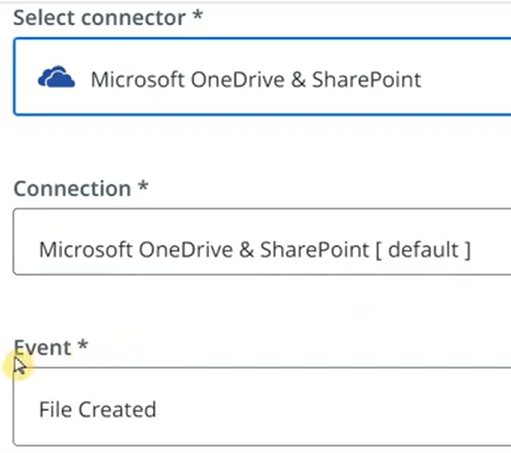 Select connector *
Microsoft OneDrive & SharePoint
Connection *
Microsoft OneDrive & SharePoint [ default ]
Event *
File Created